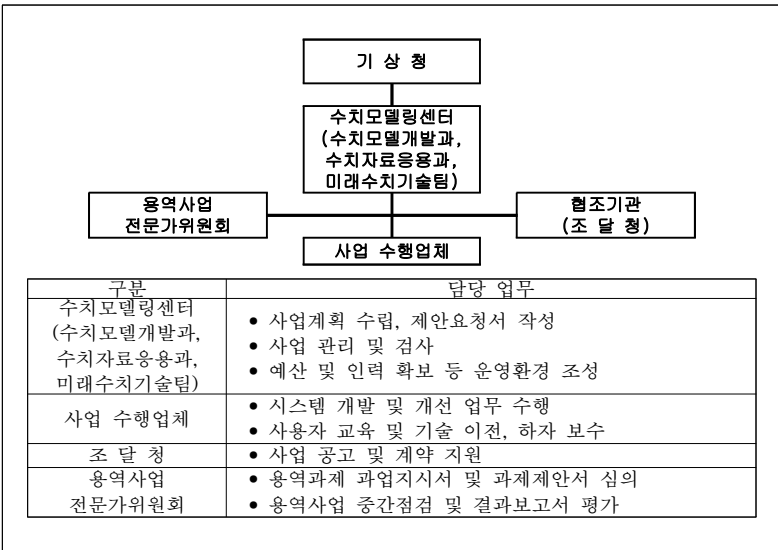 기 상 청
수치모델링센터
(수치모델개발과,
수치자료응용과,
미래수치기술팀)
용역사업
전문가위원회
협조기관
(조 달 청)
사업 수행업체
구분 담당 업무
수치모델링센터
(수치모델개발과,
수치자료응용과,
미래수치기술팀)
• 사업계획 수립, 제안요청서 작성
• 사업 관리 및 검사
• 예산 및 인력 확보 등 운영환경 조성
사업 수행업체
• 시스템 개발 및 개선 업무 수행
• 사용자 교육 및 기술 이전, 하자 보수
조 달 청 • 사업 공고 및 계약 지원
용역사업
전문가위원회
• 용역과제 과업지시서 및 과제제안서 심의
• 용역사업 중간점검 및 결과보고서 평가